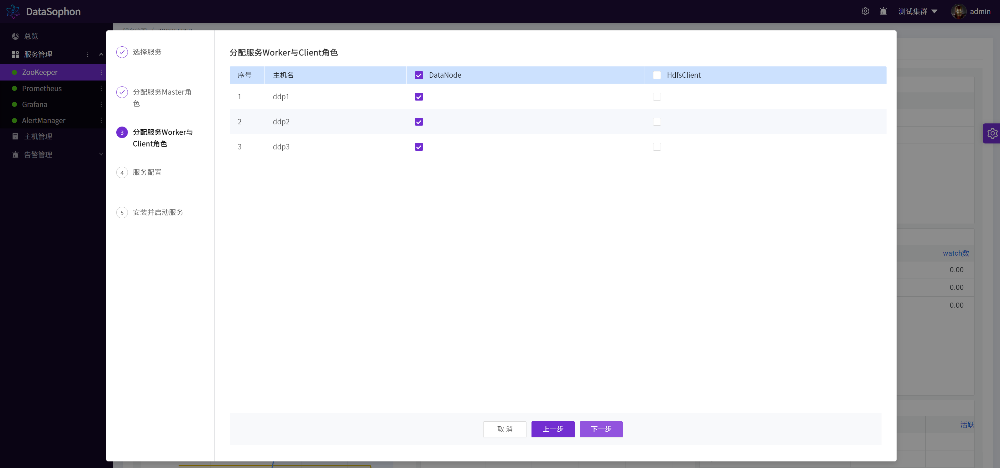 DataSophon
测试集群
admin
总览
服务管理
ZooKeeper
Prometheus
Grafana
AlertManager
主机管理
告警管理
服务管理 / ZOOKEEPER
选择服务
分配服务Master角
色
3
分配服务Worker与
Client角色
4
服务配置
5
安装并启动服务
分配服务Worker与Client角色
序号 主机名 DataNode HdfsClient
1 ddp1
2 ddp2
3 ddp3
取 消 上一步 下一步
watch数
0.00
0.00
0.00
活跃